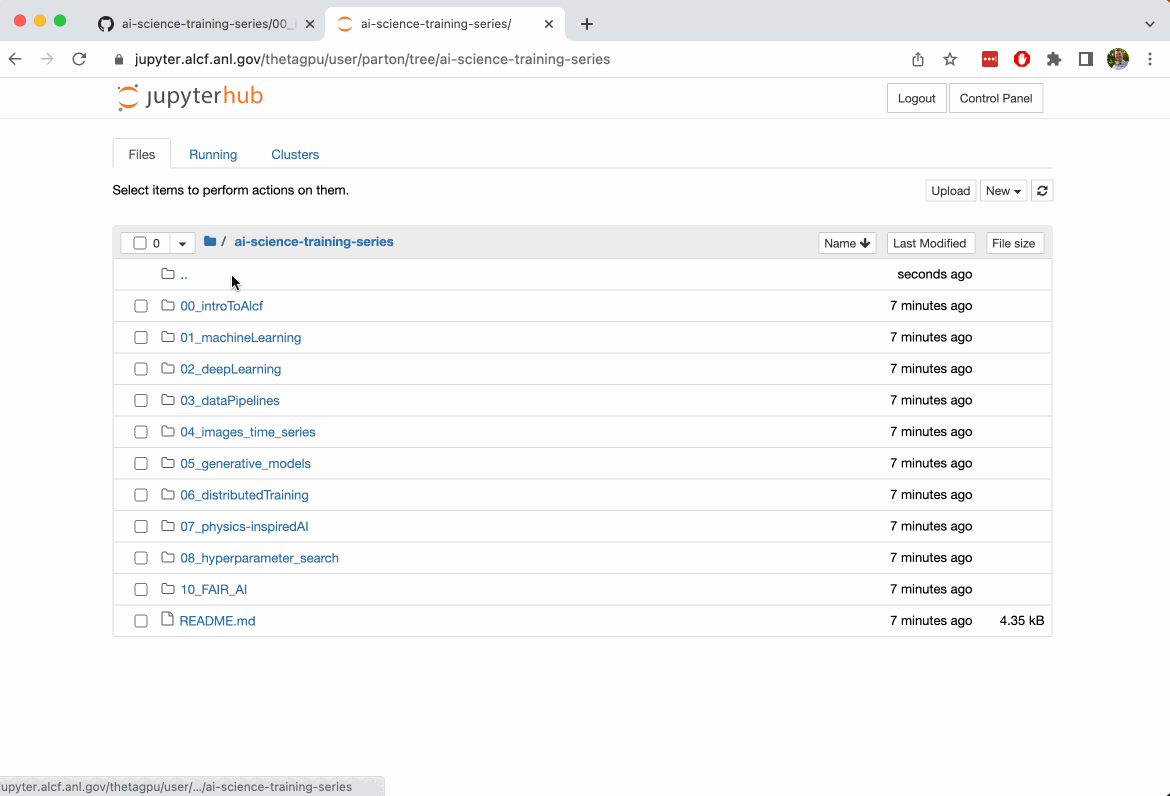 ai-science-training-series/00_
ai-science-training-series/
jupyter.alcf.anl.gov/thetagpu/user/parton/tree/ai-science-training-series
jupyterhub
Logout
Control Panel
Files
Running
Clusters
Select items to perform actions on them.
Upload
New
0
/ ai-science-training-series
Name
Last Modified
File size
.. seconds ago
00_introToAlcf 7 minutes ago
01_machineLearning 7 minutes ago
02_deepLearning 7 minutes ago
03_dataPipelines 7 minutes ago
04_images_time_series 7 minutes ago
05_generative_models 7 minutes ago
06_distributedTraining 7 minutes ago
07_physics-inspiredAI 7 minutes ago
08_hyperparameter_search 7 minutes ago
10_FAIR_AI 7 minutes ago
README.md 7 minutes ago 4.35 kB
upyter.alcf.anl.gov/thetagpu/user/.../ai-science-training-series